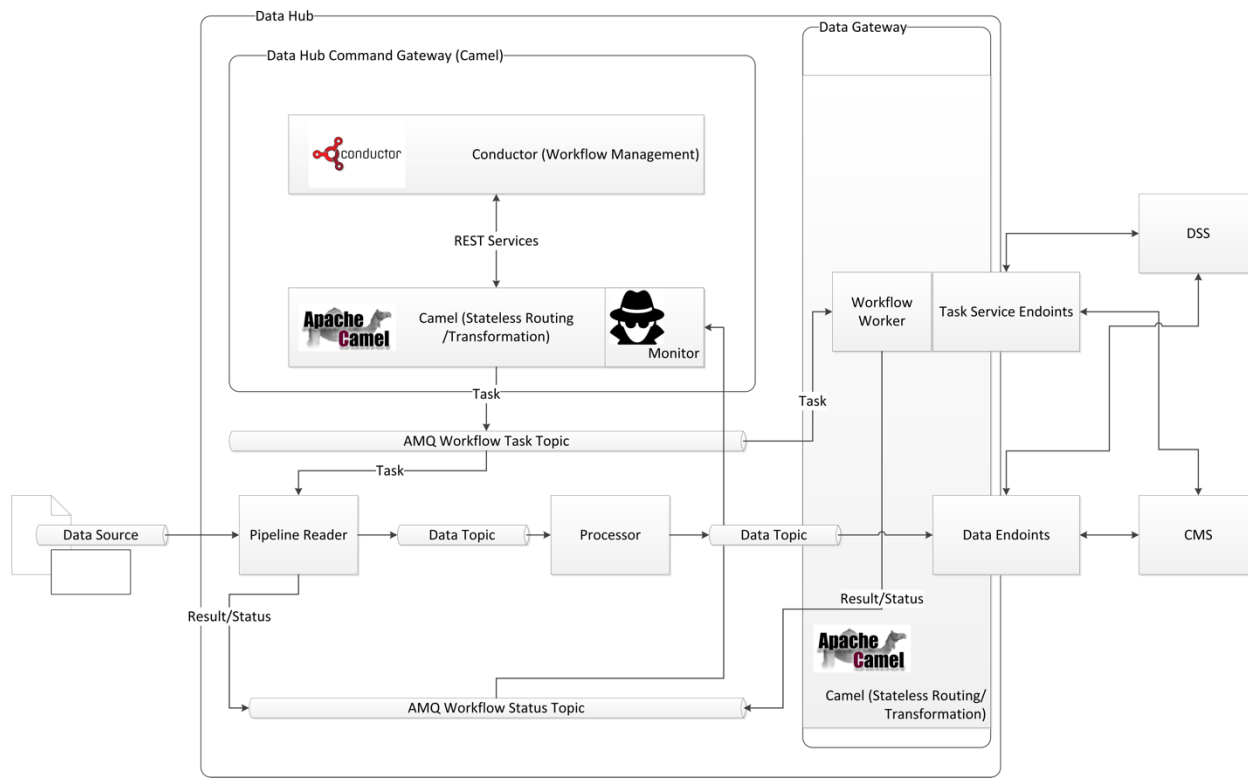 Data Hub
Data Gateway
Data Hub Command Gateway (Camel)
conductor
Conductor (Workflow Management)
REST Services
DSS
Apache
Camel
Camel (Stateless Routing
/Transformation)
Monitor
Workflow
Worker
Task Service Endoints
Task
Task
AMQ Workflow Task Topic
Task
Data Source
Pipeline Reader
Data Topic
Processor
Data Topic
Data Endoints
CMS
Result/Status
Result/Status
Apache
Camel
Camel (Stateless Routing/
Transformation)
AMQ Workflow Status Topic